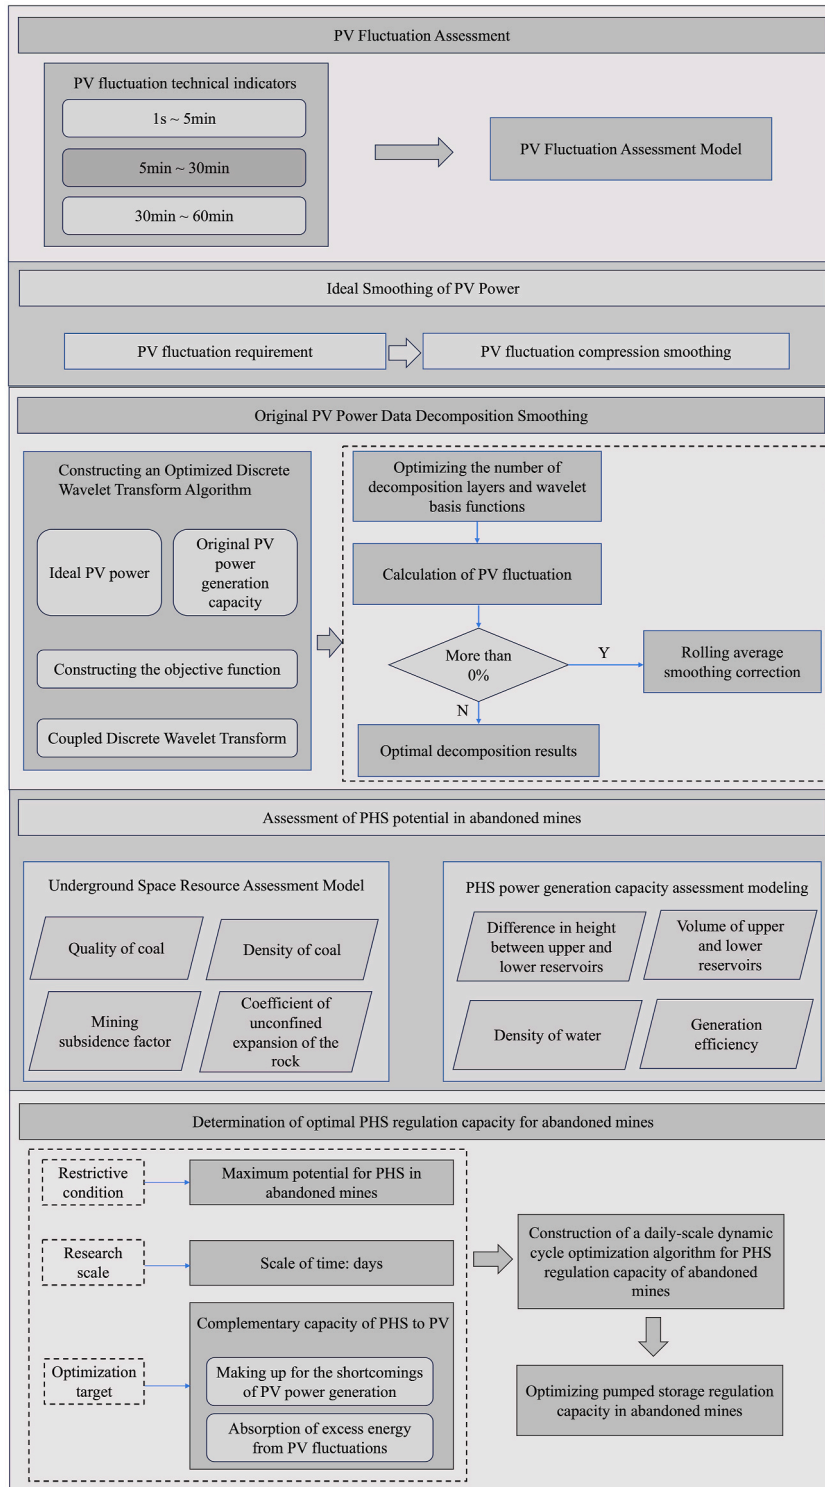 PV Fluctuation Assessment
PV fluctuation technical indicators
1s ~ 5min
5min ~ 30min
30min ~ 60min
PV Fluctuation Assessment Model
Ideal Smoothing of PV Power
PV fluctuation requirement
PV fluctuation compression smoothing
Original PV Power Data Decomposition Smoothing
Constructing an Optimized Discrete
Wavelet Transform Algorithm
Ideal PV power
Original PV
power
generation
capacity
Constructing the objective function
Coupled Discrete Wavelet Transform
Optimizing the number of
decomposition layers and wavelet
basis functions
Calculation of PV fluctuation
More than
0%
Y
Rolling average
smoothing correction
N
Optimal decomposition results
Assessment of PHS potential in abandoned mines
Underground Space Resource Assessment Model
Quality of coal
Density of coal
Mining
subsidence factor
Coefficient of
unconfined
expansion of the
rock
PHS power generation capacity assessment modeling
Difference in height
between upper and
lower reservoirs
Volume of upper
and lower
reservoirs
Density of water
Generation
efficiency
Determination of optimal PHS regulation capacity for abandoned mines
Restrictive
condition
Maximum potential for PHS in
abandoned mines
Research
scale
Scale of time: days
Optimization
target
Complementary capacity of PHS to PV
Making up for the shortcomings
of PV power generation
Absorption of excess energy
from PV fluctuations
Construction of a daily-scale dynamic
cycle optimization algorithm for PHS
regulation capacity of abandoned
mines
Optimizing pumped storage regulation
capacity in abandoned mines